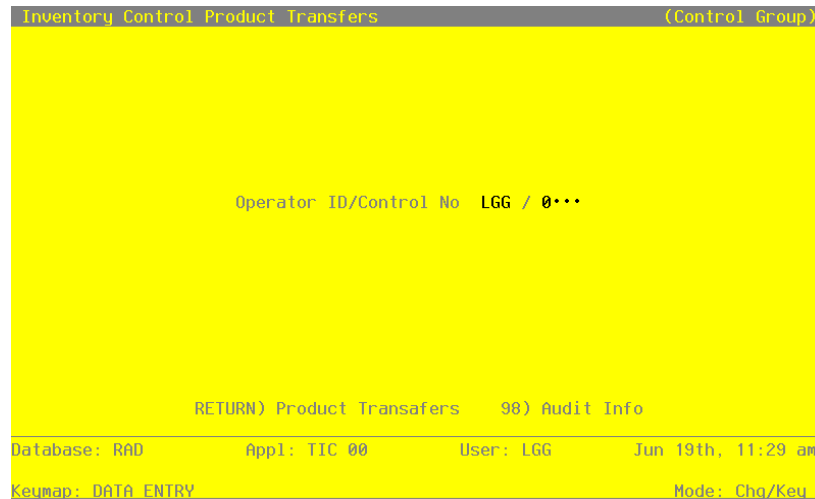 Inventory Control Product Transfers (Control Group)
Operator ID/Control No LGG / 0•••
RETURN) Product Transafers 98) Audit Info
Database: RAD Appl: TIC 00 User: LGG Jun 19th, 11:29 am
Keymap: DATA ENTRY Mode: Chg/Key